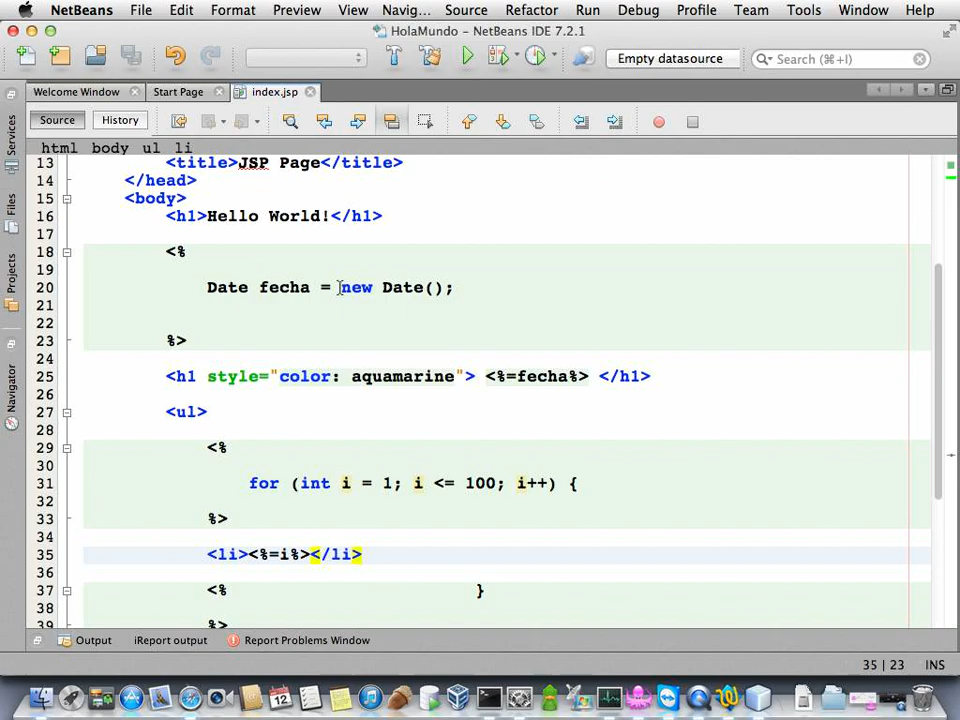 NetBeans File Edit Format Preview View Navig... Source Refactor Run Debug Profile Team Tools Window Help
HolaMundo – NetBeans IDE 7.2.1
Empty datasource Search (⌘+I)
Welcome Window Start Page index.jsp
Source History
html body ul li
Services
Files
Projects
Navigator
13 <title>JSP Page</title>
14 </head>
15 <body>
16 <h1>Hello World!</h1>
17
18 <%
19
20 Date fecha = new Date();
21
22
23 %>
24
25 <h1 style="color: aquamarine"> <%=fecha%> </h1>
26
27 <ul>
28
29 <%
30
31 for (int i = 1; i <= 100; i++) {
32
33 %>
34
35 <li><%=i%></li>
36
37 <% }
38
39 %>
Output iReport output Report Problems Window
35 | 23 INS
12